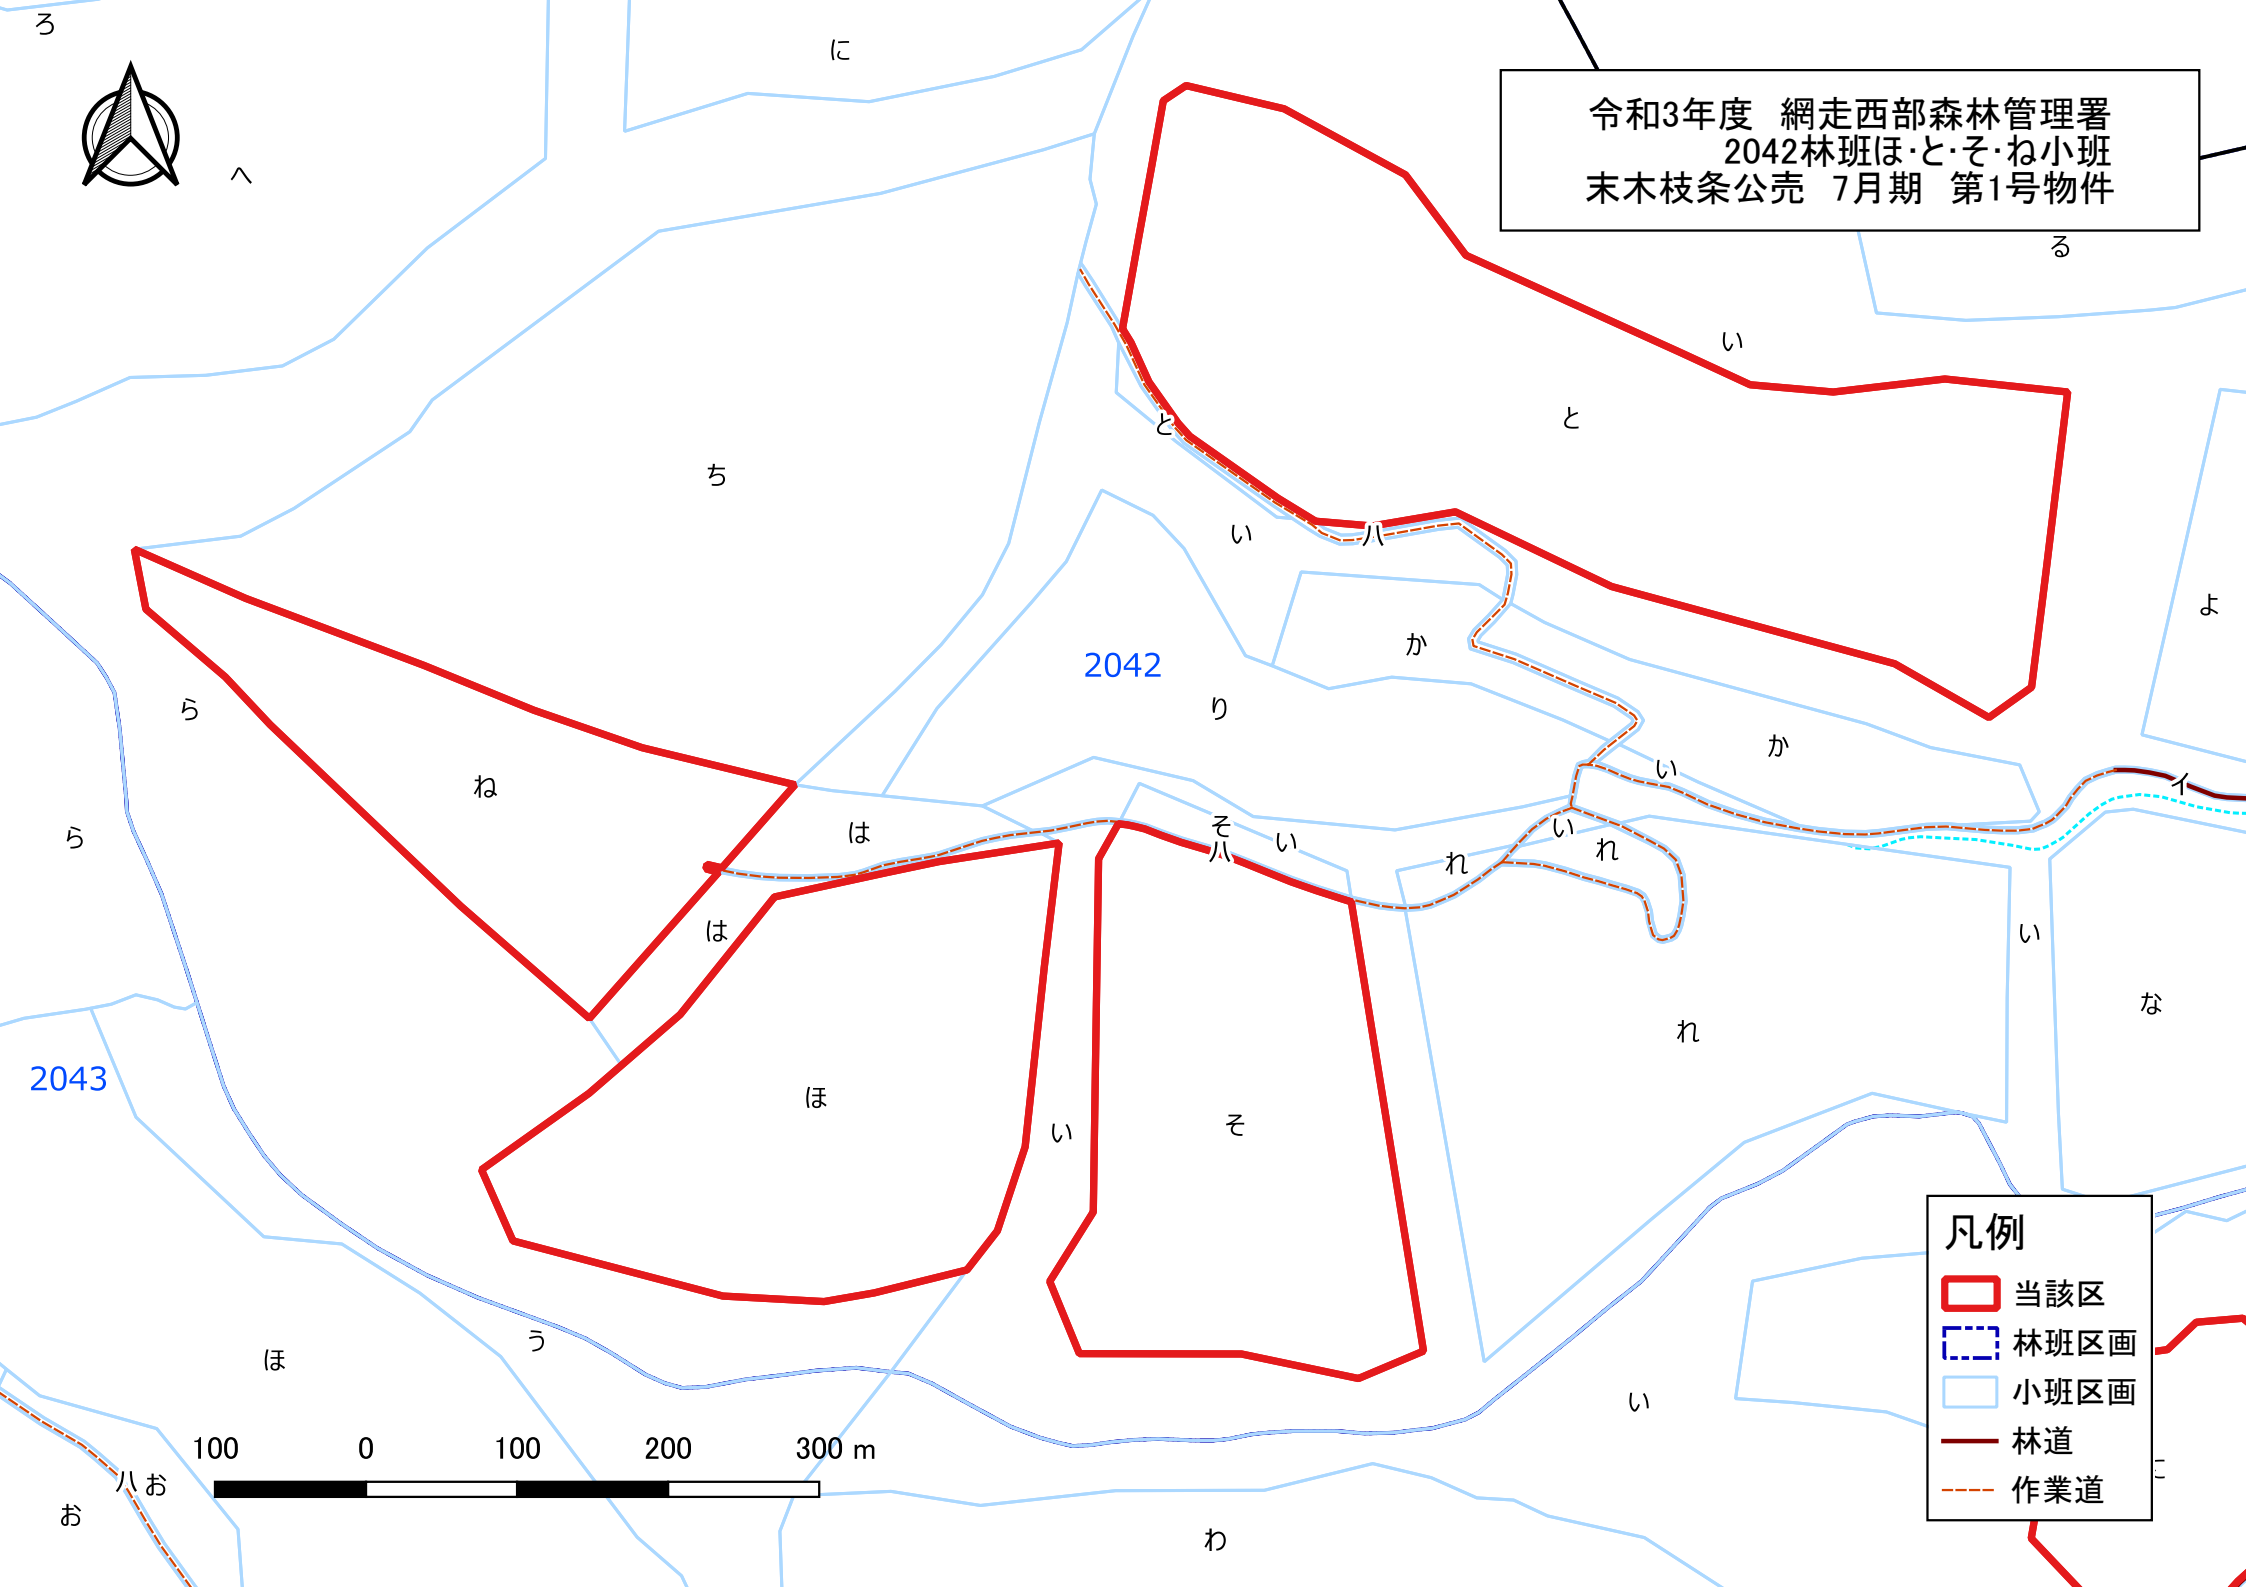 ろ
に
令和3年度　網走西部森林管理署
2042林班ほ・と・そ・ね小班
末木枝条公売　7月期　第1号物件
へ
る
い
と
と
ち
い
八
よ
か
2042
り
ら
か
い
イ
ね
ら
は
そ
い
い
八
れ
れ
は
い
な
れ
2043
ほ
そ
い
凡例
当該区
林班区画
小班区画
林道
作業道
う
ほ
い
100 0 100 200 300 m
八
お
お
わ